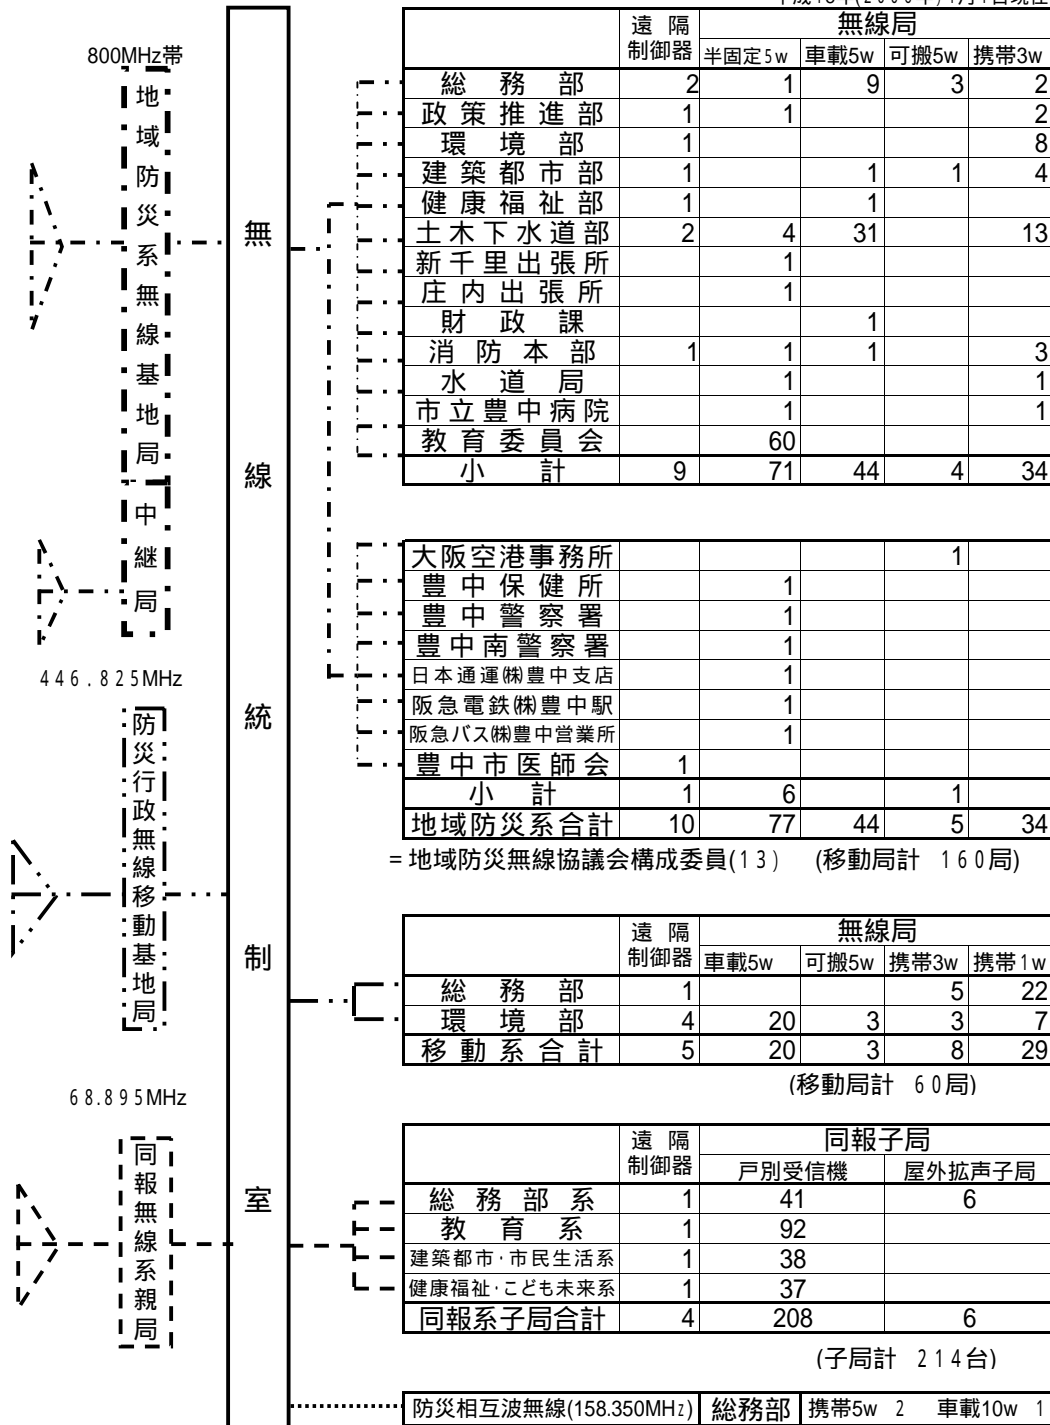 800MHz帯
地域防災系無線基地局
中継局
446.825MHz
防災行政無線移動基地局
68.895MHz
同報無線系親局
無線統制室
遠隔制御器 無線局
半固定5w 車載5w 可搬5w 携帯3w
総務部 2 1 9 3 2
政策推進部 1 1 2
環境部 1 8
建築都市部 1 1 1 4
健康福祉部 1 1
土木下水道部 2 4 31 13
新千里出張所 1
庄内出張所 1
財政課 1
消防本部 1 1 1 3
水道局 1 1
市立豊中病院 1 1
教育委員会 60
小計 9 71 44 4 34
大阪空港事務所 1
豊中保健所 1
豊中警察署 1
豊中南警察署 1
日本通運㈱豊中支店 1
阪急電鉄㈱豊中駅 1
阪急バス㈱豊中営業所 1
豊中市医師会 1
小計 1 6 1
地域防災系合計 10 77 44 5 34
=地域防災無線協議会構成委員(13) (移動局計 160局)
遠隔制御器 無線局
車載5w 可搬5w 携帯3w 携帯1w
総務部 1 5 22
環境部 4 20 3 3 7
移動系合計 5 20 3 8 29
(移動局計 60局)
遠隔制御器 同報子局
戸別受信機 屋外拡声子局
総務部系 1 41 6
教育系 1 92
建築都市・市民生活系 1 38
健康福祉・こども未来系 1 37
同報系子局合計 4 208 6
(子局計 214台)
防災相互波無線(158.350MHz) 総務部 携帯5w 2 車載10w 1